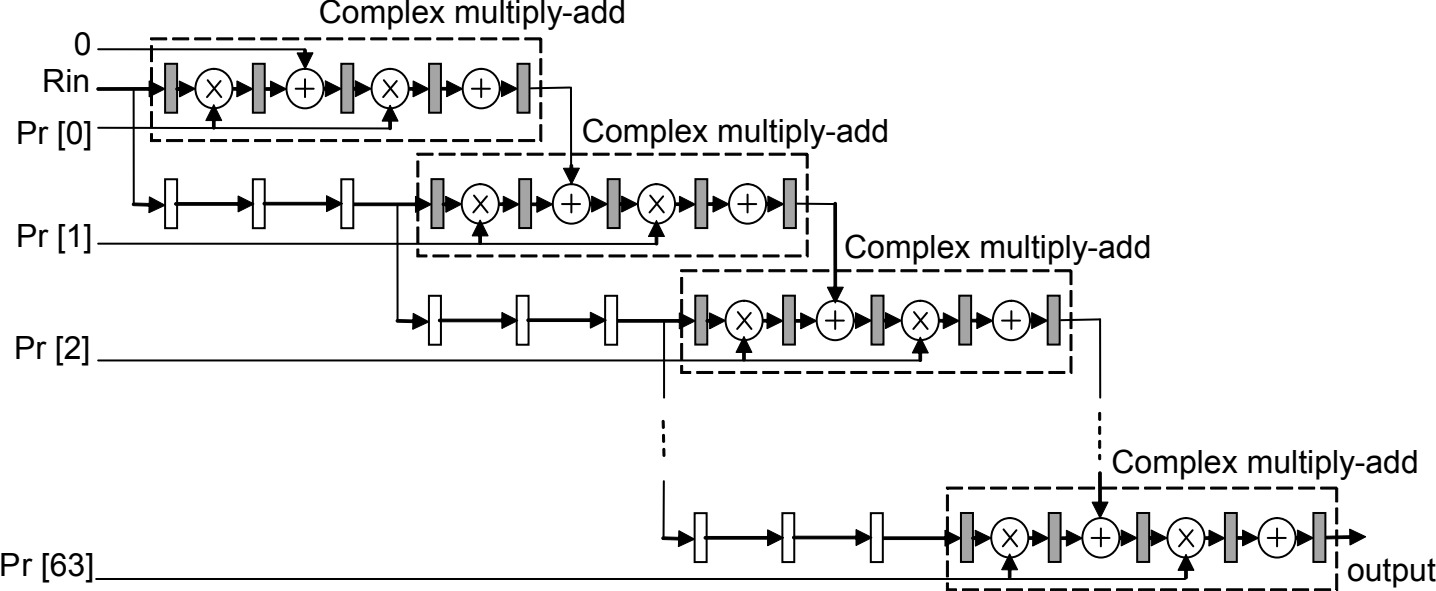 Complex multiply-add
0
Rin
Pr [0]
Complex multiply-add
Pr [1]
Complex multiply-add
Pr [2]
Complex multiply-add
Pr [63]
output